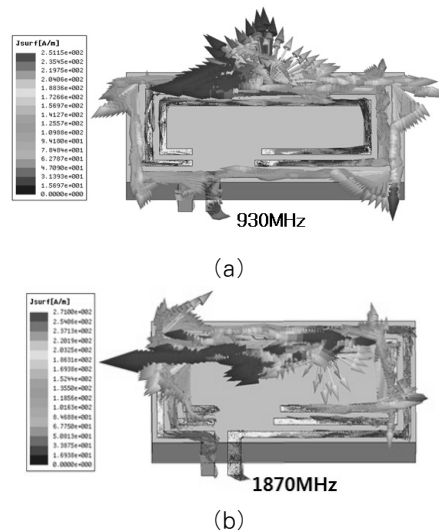 Jsurf[A/m]
2.5115e+002
2.3545e+002
2.1975e+002
2.0406e+002
1.8836e+002
1.7266e+002
1.5697e+002
1.4127e+002
1.2557e+002
1.0988e+002
9.4180e+001
7.8484e+001
6.2787e+001
4.7090e+001
3.1393e+001
1.5697e+001
0.0000e+000
930MHz
(a)
Jsurf[A/m]
2.7100e+002
2.5406e+002
2.3713e+002
2.2019e+002
2.0325e+002
1.8631e+002
1.6938e+002
1.5244e+002
1.3550e+002
1.1856e+002
1.0163e+002
8.4688e+001
6.7750e+001
5.0813e+001
3.3875e+001
1.6938e+001
0.0000e+000
1870MHz
(b)